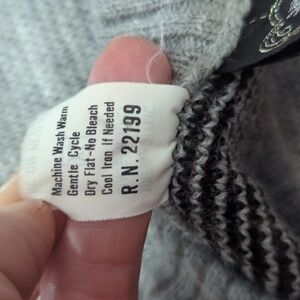 Machine Wash Warm
Gentle Cycle
Dry Flat-No Bleach
Cool Iron If Needed
R.N. 22199